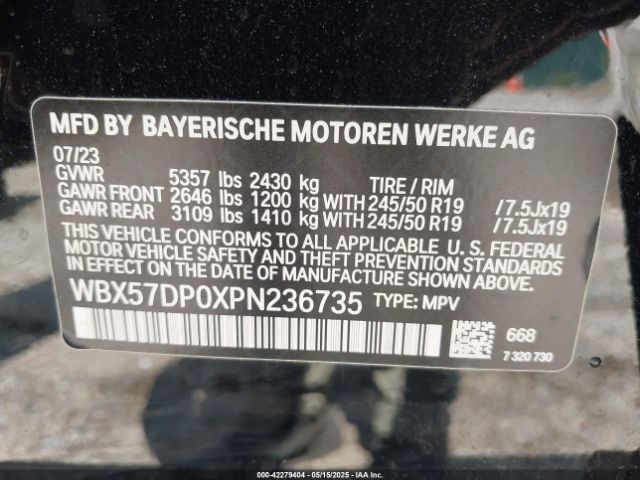 MFD BY BAYERISCHE MOTOREN WERKE AG
07/23
GVWR 5357 lbs 2430 kg TIRE / RIM
GAWR FRONT 2646 lbs 1200 kg WITH 245/50 R19 /7.5Jx19
GAWR REAR 3109 lbs 1410 kg WITH 245/50 R19 /7.5Jx19
THIS VEHICLE CONFORMS TO ALL APPLICABLE U. S. FEDERAL
MOTOR VEHICLE SAFETY AND THEFT PREVENTION STANDARDS
IN EFFECT ON THE DATE OF MANUFACTURE SHOWN ABOVE.
WBX57DP0XPN236735 TYPE: MPV
668
7 320 730
000-42279404 - 05/15/2025 - IAA Inc.